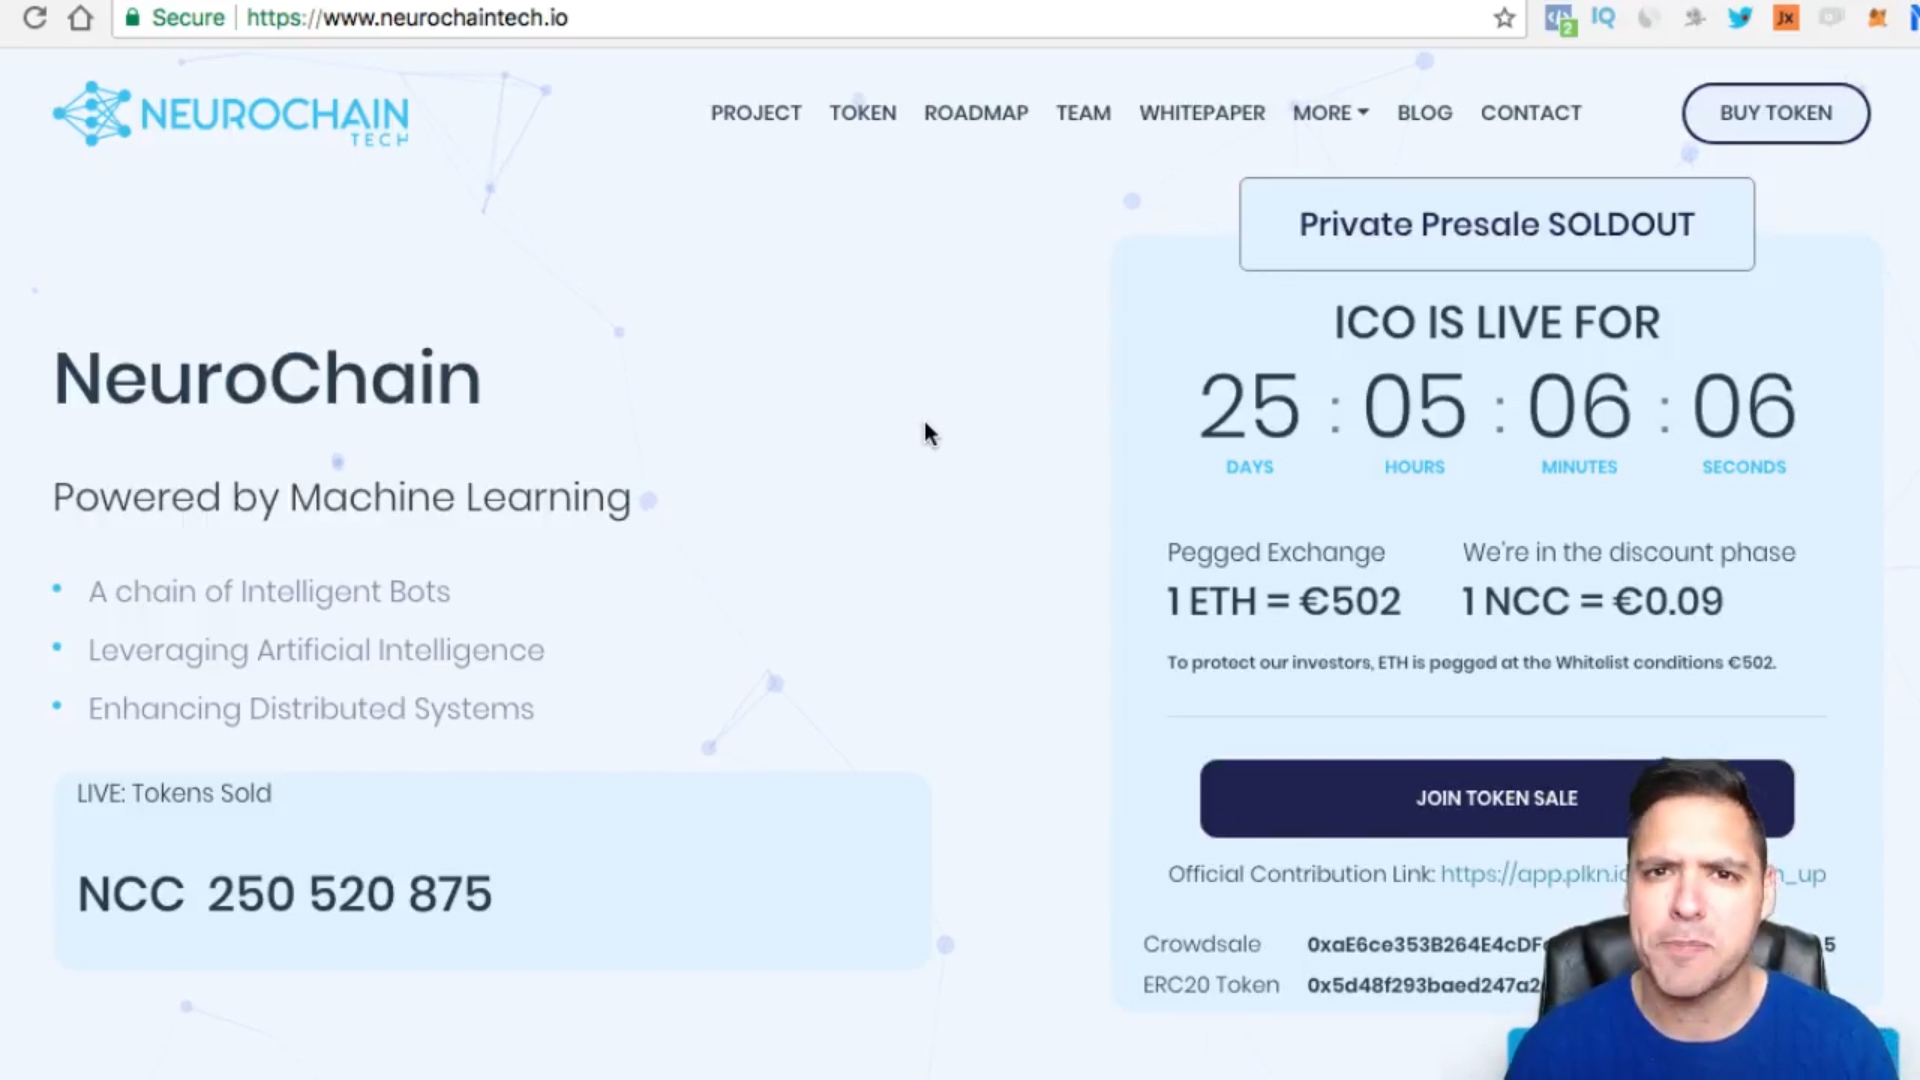 Secure
https://www.neurochaintech.io
2
IQ
Jx
NEUROCHAIN
TECH
PROJECT
TOKEN
ROADMAP
TEAM
WHITEPAPER
MORE
BLOG
CONTACT
BUY TOKEN
Private Presale SOLDOUT
ICO IS LIVE FOR
25 : 05 : 06 : 06
DAYS
HOURS
MINUTES
SECONDS
NeuroChain
Powered by Machine Learning
A chain of Intelligent Bots
Leveraging Artificial Intelligence
Enhancing Distributed Systems
Pegged Exchange
1 ETH = €502
We're in the discount phase
1 NCC = €0.09
To protect our investors, ETH is pegged at the Whitelist conditions €502.
LIVE: Tokens Sold
NCC 250 520 875
JOIN TOKEN SALE
Official Contribution Link: https://app.plkn.io n_up
Crowdsale 0xaE6ce353B264E4cDF 5
ERC20 Token 0x5d48f293baed247a2